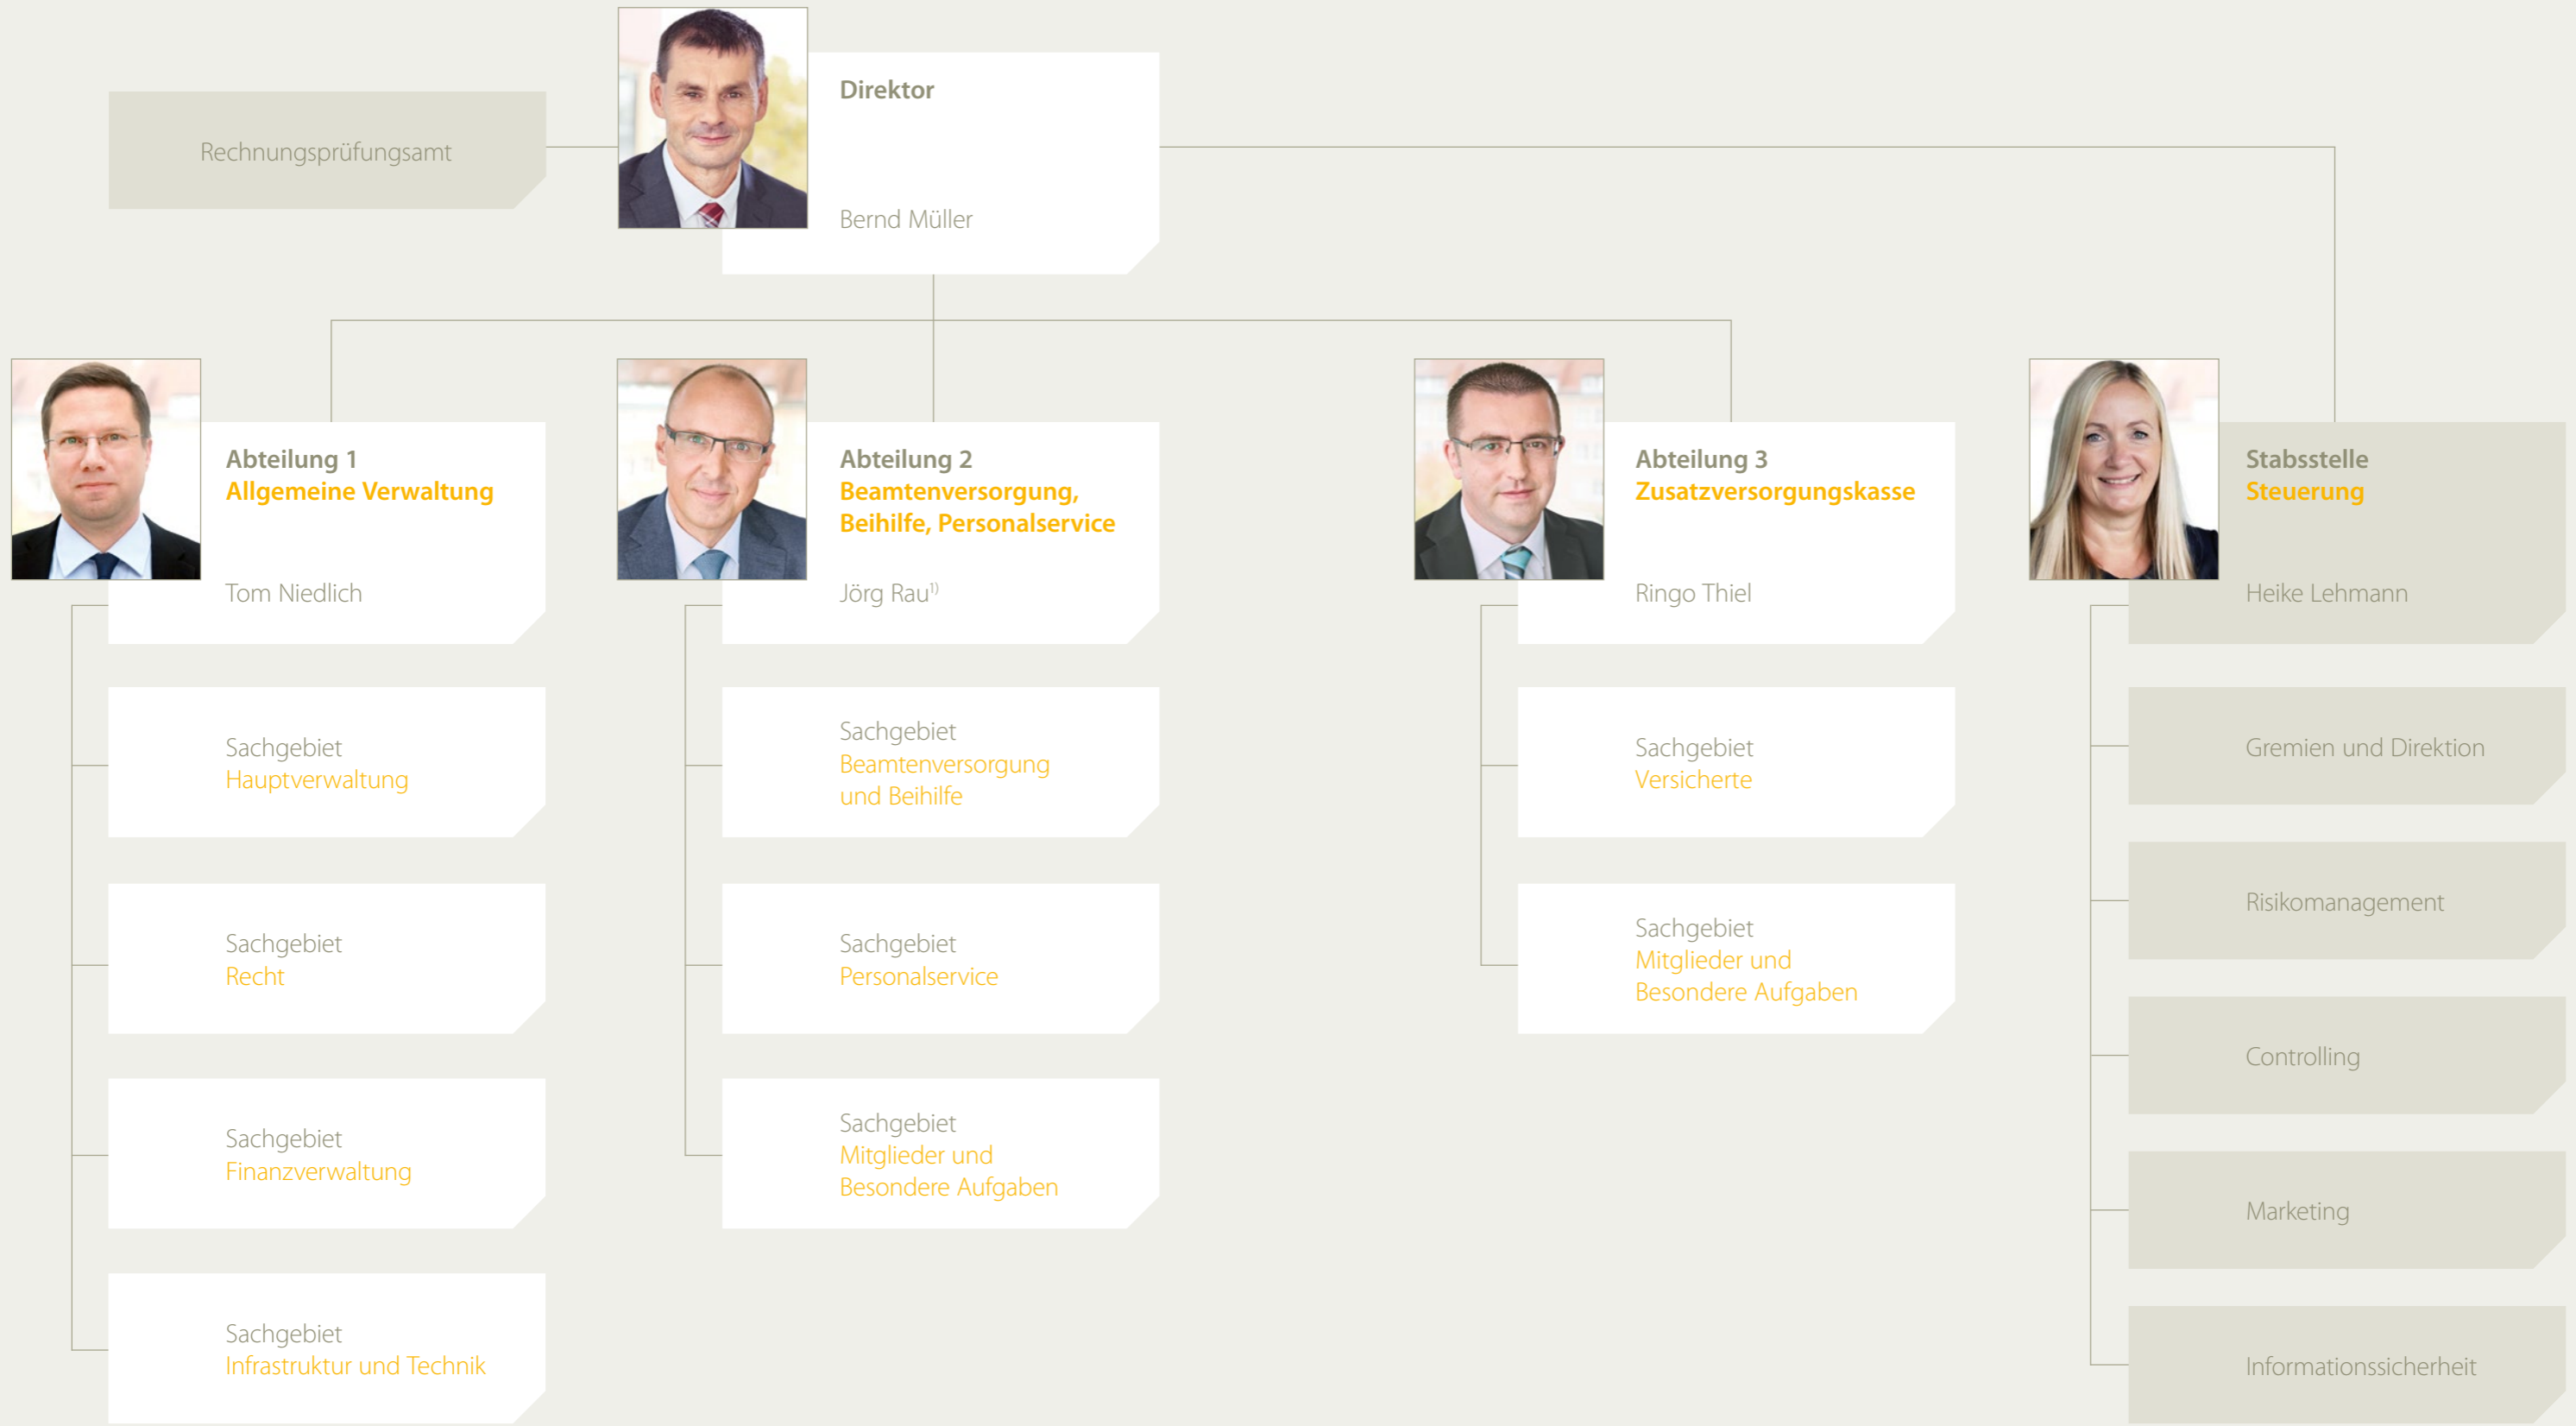 Rechnungsprüfungsamt
Direktor
Bernd Müller
Abteilung 1
Allgemeine Verwaltung
Tom Niedlich
Sachgebiet
Hauptverwaltung
Sachgebiet
Recht
Sachgebiet
Finanzverwaltung
Sachgebiet
Infrastruktur und Technik
Abteilung 2
Beamtenversorgung,
Beihilfe, Personalservice
Jörg Rau¹⁾
Sachgebiet
Beamtenversorgung
und Beihilfe
Sachgebiet
Personalservice
Sachgebiet
Mitglieder und
Besondere Aufgaben
Abteilung 3
Zusatzversorgungskasse
Ringo Thiel
Sachgebiet
Versicherte
Sachgebiet
Mitglieder und
Besondere Aufgaben
Stabsstelle
Steuerung
Heike Lehmann
Gremien und Direktion
Risikomanagement
Controlling
Marketing
Informationssicherheit